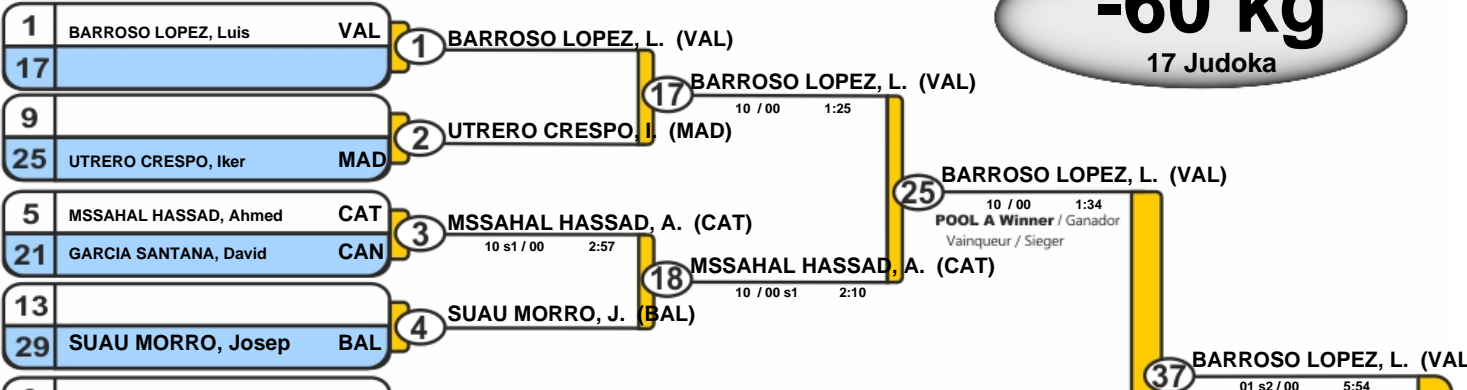 -60 kg
17 Judoka
1 BARROSO LOPEZ, Luis VAL
17
9
25 UTRERO CRESPO, Iker MAD
5 MSSAHAL HASSAD, Ahmed CAT
21 GARCIA SANTANA, David CAN
13
29 SUAU MORRO, Josep BAL
1 BARROSO LOPEZ, L. (VAL)
2 UTRERO CRESPO, I. (MAD)
3 MSSAHAL HASSAD, A. (CAT)
10 s1 / 00 2:57
4 SUAU MORRO, J. (BAL)
17 BARROSO LOPEZ, L. (VAL)
10 / 00 1:25
18 MSSAHAL HASSAD, A. (CAT)
10 / 00 s1 2:10
25 BARROSO LOPEZ, L. (VAL)
10 / 00 1:34
POOL A Winner / Ganador
Vainqueur / Sieger
37 BARROSO LOPEZ, L. (VAL
01 s2 / 00 5:54